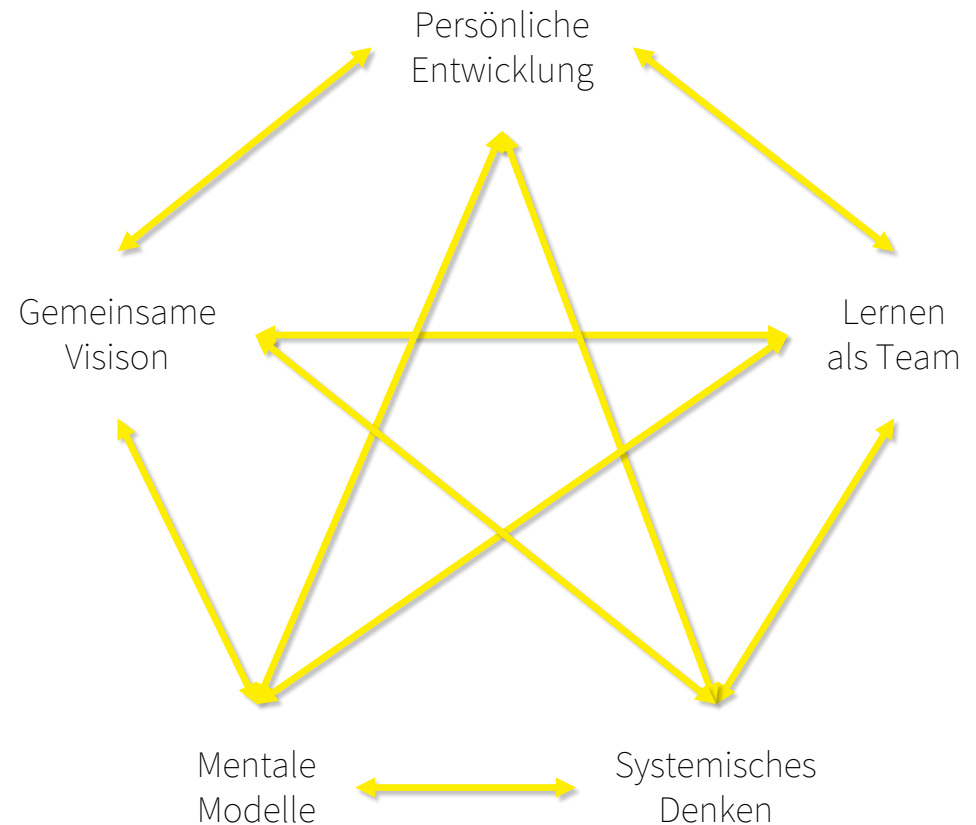 Persönliche
Entwicklung
Gemeinsame
Visison
Lernen
als Team
Mentale
Modelle
Systemisches
Denken